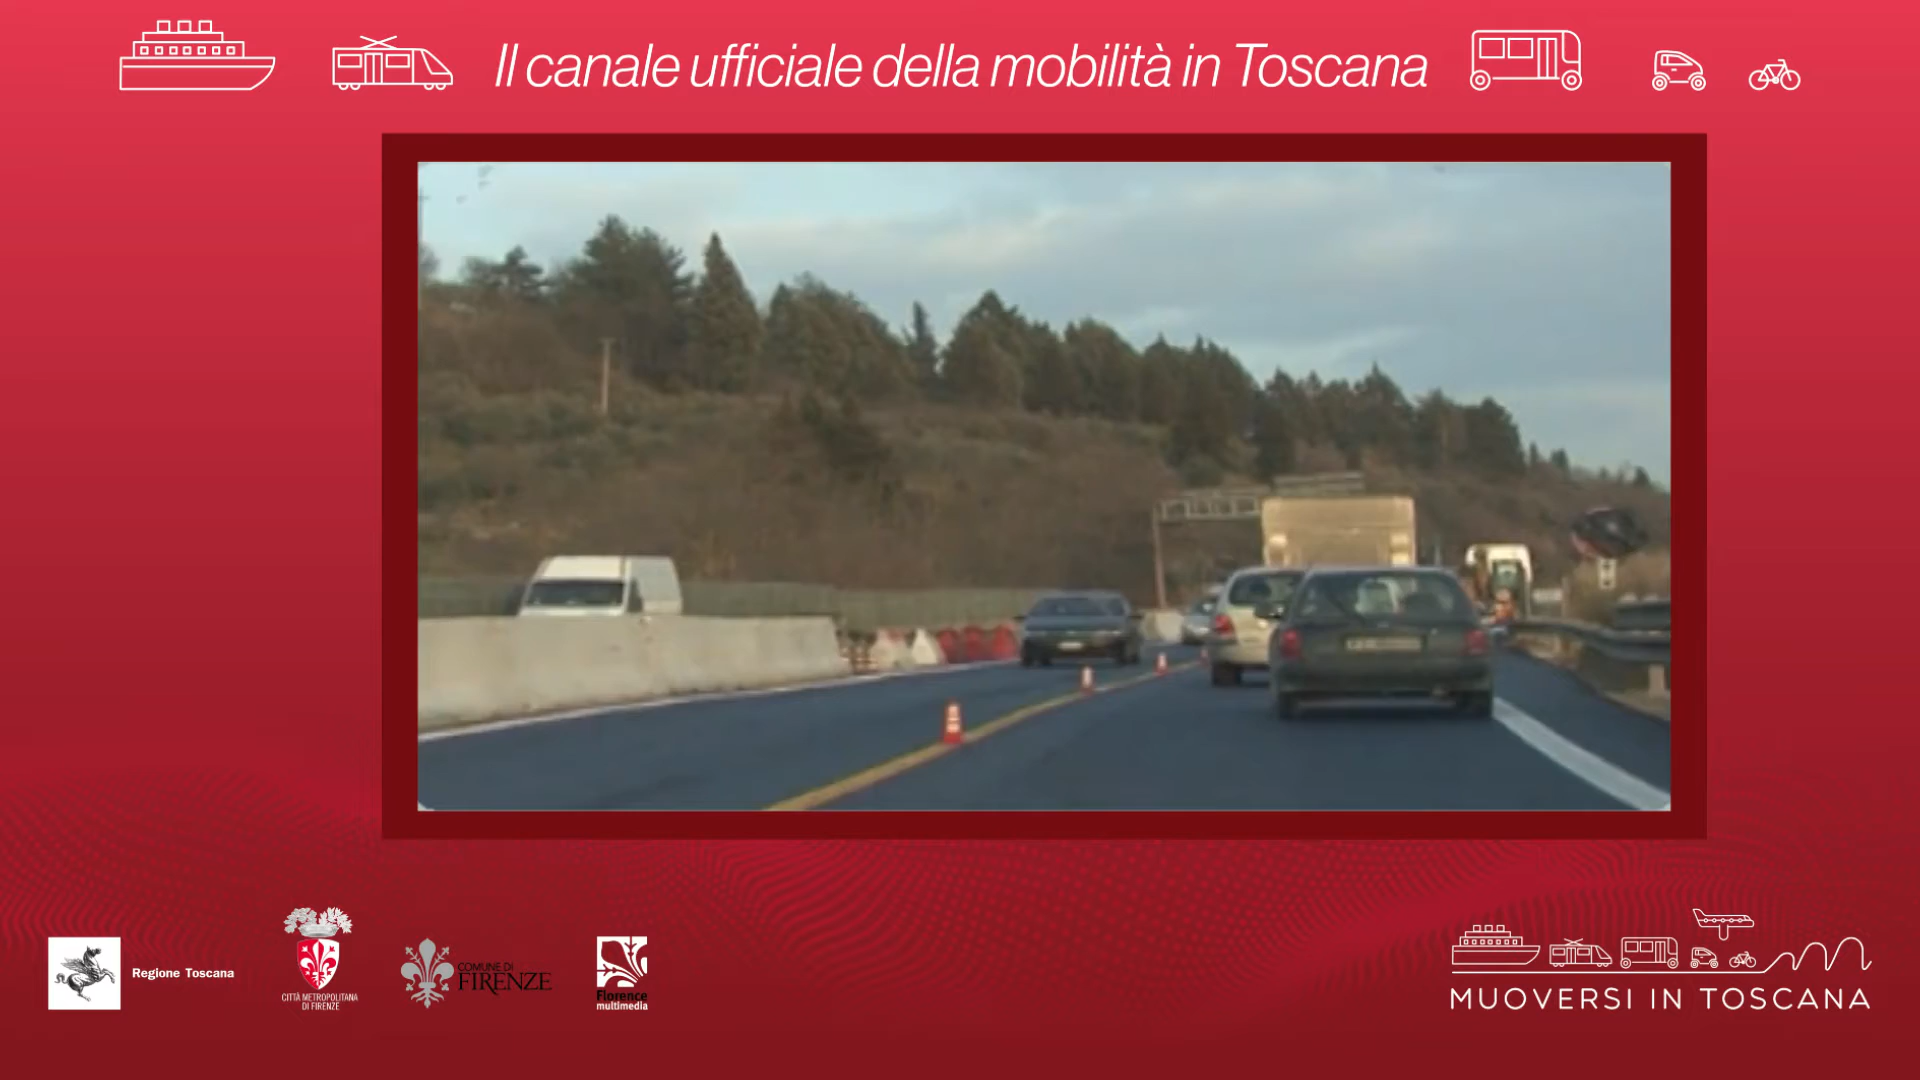 Il canale ufficiale della mobilità in Toscana
Regione Toscana
CITTÀ METROPOLITANA
DI FIRENZE
COMUNE DI
FIRENZE
Florence
multimedia
MUOVERSI IN TOSCANA